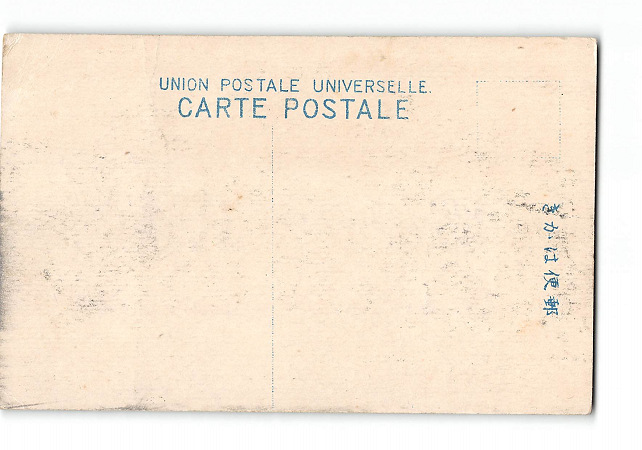 UNION POSTALE UNIVERSELLE.
CARTE POSTALE
きかは便郵